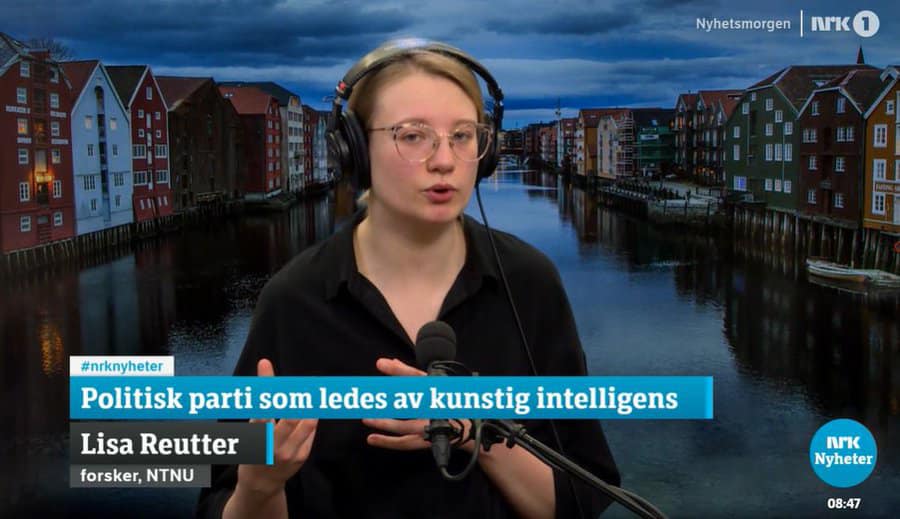 Nyhetsmorgen nrk 1
#nrknyheter
Politisk parti som ledes av kunstig intelligens
Lisa Reutter
forsker, NTNU
NRK
Nyheter
08:47